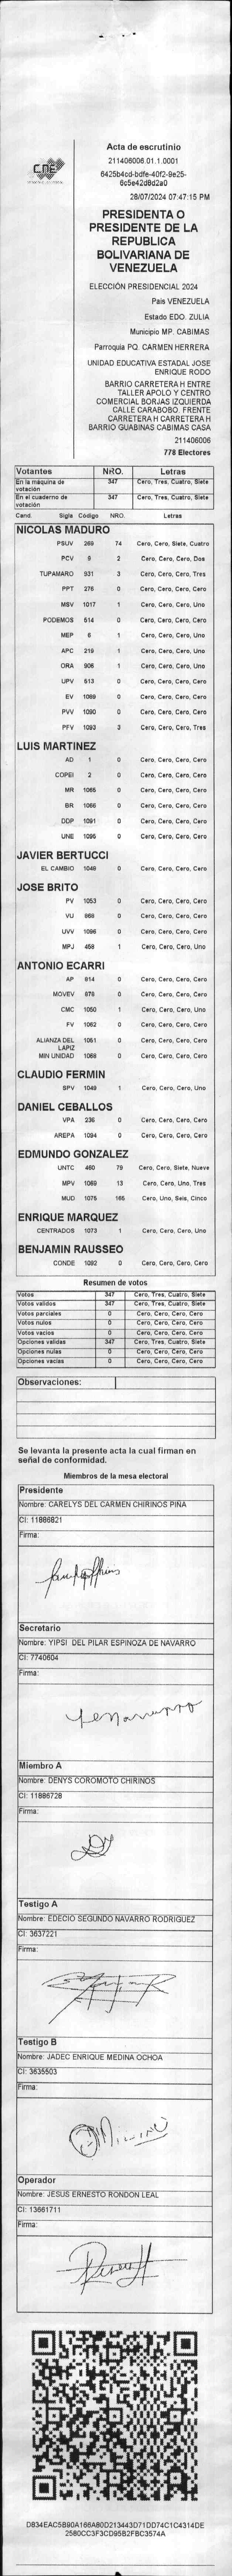 CNE
Acta de escrutinio
211406006.01.1.0001
6425b4cd-bdfe-40f2-9e25-
6c5e42d8d2a0
28/07/2024 07:47:15 PM
PRESIDENTA O
PRESIDENTE DE LA
REPUBLICA
BOLIVARIANA DE
VENEZUELA
ELECCIÓN PRESIDENCIAL 2024
Pais VENEZUELA
Estado EDO. ZULIA
Municipio MP. CABIMAS
Parroquia PQ. CARMEN HERRERA
UNIDAD EDUCATIVA ESTADAL JOSE
ENRIQUE RODO
BARRIO CARRETERA H ENTRE
TALLER APOLO Y CENTRO
COMERCIAL BORJAS IZQUIERDA
CALLE CARABOBO. FRENTE
CARRETERA H CARRETERA H
BARRIO GUABINAS CABIMAS CASA
211406006
778 Electores
Votantes NRO. Letras
En la máquina de votación 347 Cero, Tres, Cuatro, Siete
En el cuaderno de votación 347 Cero, Tres, Cuatro, Siete
Cand. Sigla Código NRO. Letras
NICOLAS MADURO
PSUV 269 74 Cero, Cero, Siete, Cuatro
PCV 9 2 Cero, Cero, Cero, Dos
TUPAMARO 931 3 Cero, Cero, Cero, Tres
PPT 276 0 Cero, Cero, Cero, Cero
MSV 1017 1 Cero, Cero, Cero, Uno
PODEMOS 514 0 Cero, Cero, Cero, Cero
MEP 6 1 Cero, Cero, Cero, Uno
APC 219 1 Cero, Cero, Cero, Uno
ORA 906 1 Cero, Cero, Cero, Uno
UPV 513 0 Cero, Cero, Cero, Cero
EV 1089 0 Cero, Cero, Cero, Cero
PVV 1090 0 Cero, Cero, Cero, Cero
PFV 1093 3 Cero, Cero, Cero, Tres
LUIS MARTINEZ
AD 1 0 Cero, Cero, Cero, Cero
COPEI 2 0 Cero, Cero, Cero, Cero
MR 1065 0 Cero, Cero, Cero, Cero
BR 1066 0 Cero, Cero, Cero, Cero
DDP 1091 0 Cero, Cero, Cero, Cero
UNE 1095 0 Cero, Cero, Cero, Cero
JAVIER BERTUCCI
EL CAMBIO 1048 0 Cero, Cero, Cero, Cero
JOSE BRITO
PV 1053 0 Cero, Cero, Cero, Cero
VU 868 0 Cero, Cero, Cero, Cero
UVV 1096 0 Cero, Cero, Cero, Cero
MPJ 458 1 Cero, Cero, Cero, Uno
ANTONIO ECARRI
AP 814 0 Cero, Cero, Cero, Cero
MOVEV 878 0 Cero, Cero, Cero, Cero
CMC 1050 1 Cero, Cero, Cero, Uno
FV 1062 0 Cero, Cero, Cero, Cero
ALIANZA DEL LAPIZ 1051 0 Cero, Cero, Cero, Cero
MIN UNIDAD 1068 0 Cero, Cero, Cero, Cero
CLAUDIO FERMIN
SPV 1049 1 Cero, Cero, Cero, Uno
DANIEL CEBALLOS
VPA 236 0 Cero, Cero, Cero, Cero
AREPA 1094 0 Cero, Cero, Cero, Cero
EDMUNDO GONZALEZ
UNTC 460 79 Cero, Cero, Siete, Nueve
MPV 1069 13 Cero, Cero, Uno, Tres
MUD 1075 165 Cero, Uno, Seis, Cinco
ENRIQUE MARQUEZ
CENTRADOS 1073 1 Cero, Cero, Cero, Uno
BENJAMIN RAUSSEO
CONDE 1092 0 Cero, Cero, Cero, Cero
Resumen de votos
Votos 347 Cero, Tres, Cuatro, Siete
Votos validos 347 Cero, Tres, Cuatro, Siete
Votos parciales 0 Cero, Cero, Cero, Cero
Votos nulos 0 Cero, Cero, Cero, Cero
Votos vacíos 0 Cero, Cero, Cero, Cero
Opciones validas 347 Cero, Tres, Cuatro, Siete
Opciones nulas 0 Cero, Cero, Cero, Cero
Opciones vacías 0 Cero, Cero, Cero, Cero
Observaciones:
Se levanta la presente acta la cual firman en
señal de conformidad.
Miembros de la mesa electoral
Presidente
Nombre: CARELYS DEL CARMEN CHIRINOS PIÑA
CI: 11886821
Firma:
Secretario
Nombre: YIPSI DEL PILAR ESPINOZA DE NAVARRO
CI: 7740604
Firma:
Miembro A
Nombre: DENYS COROMOTO CHIRINOS
CI: 11886728
Firma:
Testigo A
Nombre: EDECIO SEGUNDO NAVARRO RODRIGUEZ
CI: 3637221
Firma:
Testigo B
Nombre: JADEC ENRIQUE MEDINA OCHOA
CI: 3635503
Firma:
Operador
Nombre: JESUS ERNESTO RONDON LEAL
CI: 13661711
Firma:
D834EAC5B90A166A80D213443D71DD74C1C4314DE
2580CC3F3CD95B2FBC3574A